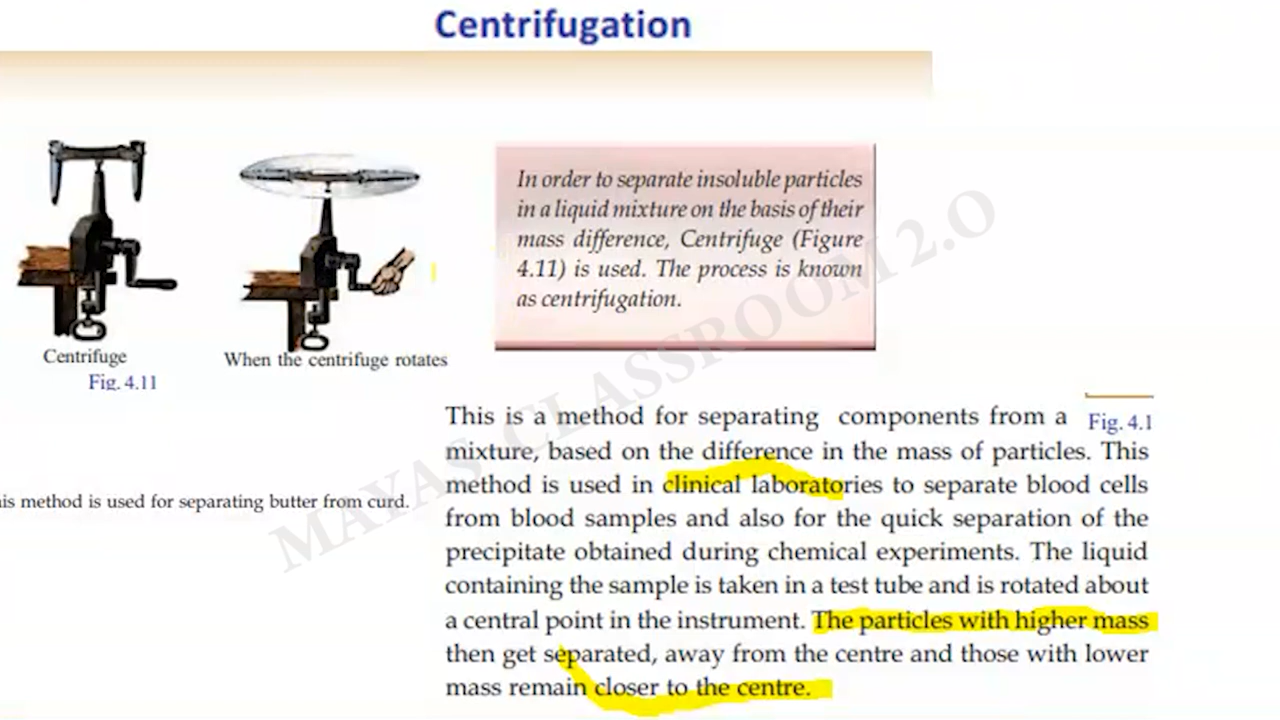 Centrifugation
In order to separate insoluble particles
in a liquid mixture on the basis of their
mass difference, Centrifuge (Figure
4.11) is used. The process is known
as centrifugation.
Centrifuge
When the centrifuge rotates
Fig. 4.11
This is a method for separating components from a
Fig. 4.1
mixture, based on the difference in the mass of particles. This
method is used in clinical laboratories to separate blood cells
from blood samples and also for the quick separation of the
precipitate obtained during chemical experiments. The liquid
containing the sample is taken in a test tube and is rotated about
a central point in the instrument. The particles with higher mass
then get separated, away from the centre and those with lower
mass remain closer to the centre.
his method is used for separating butter from curd.
MAYAS CLASSROOM 2.O